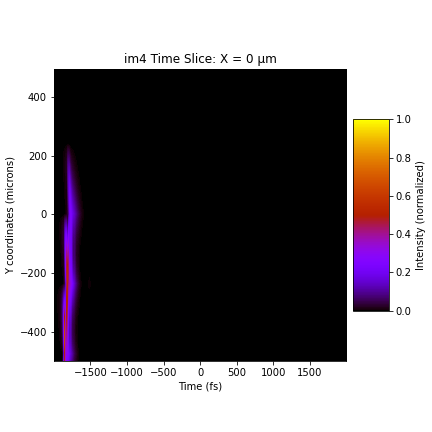 im4 Time Slice: X = 0 µm
Y coordinates (microns)
400
200
0
−200
−400
−1500 −1000 −500 0 500 1000 1500
Time (fs)
1.0
0.8
0.6
0.4
0.2
0.0
Intensity (normalized)